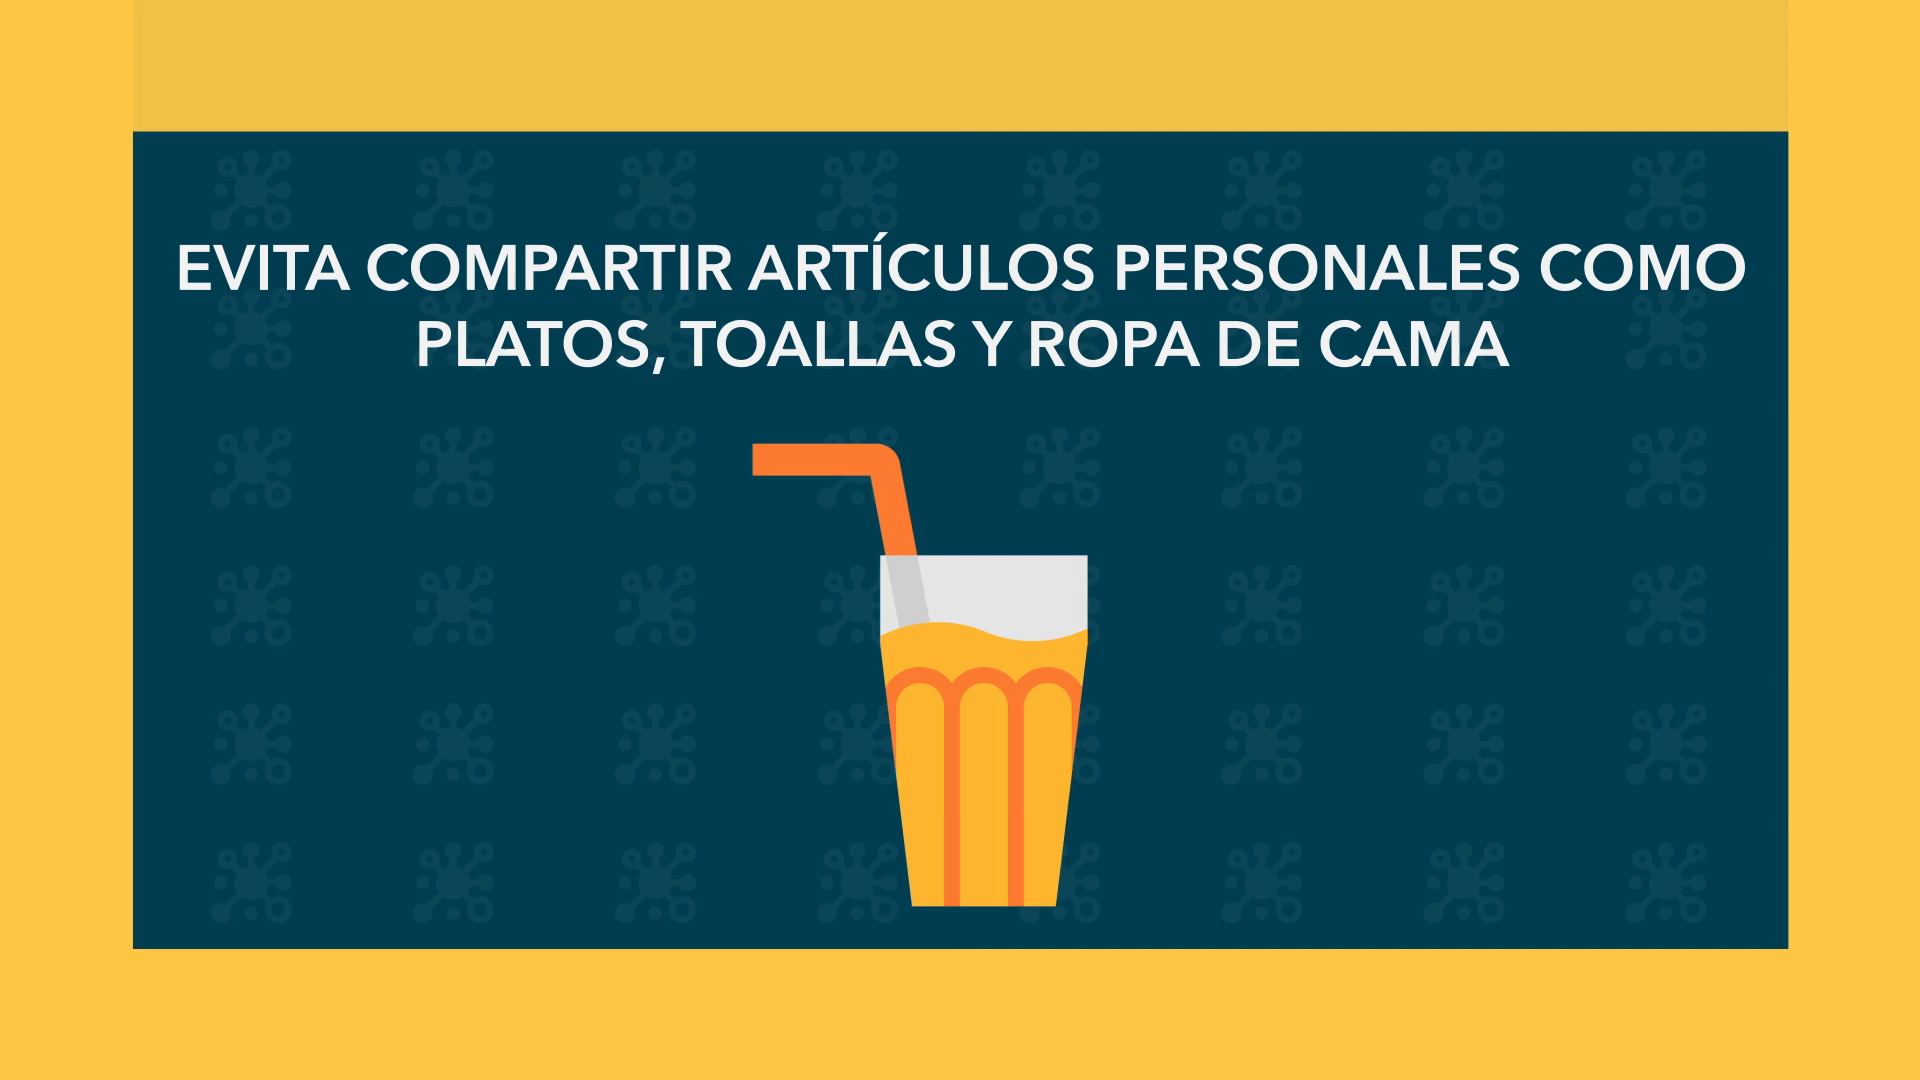 EVITA COMPARTIR ARTÍCULOS PERSONALES COMO
PLATOS, TOALLAS Y ROPA DE CAMA